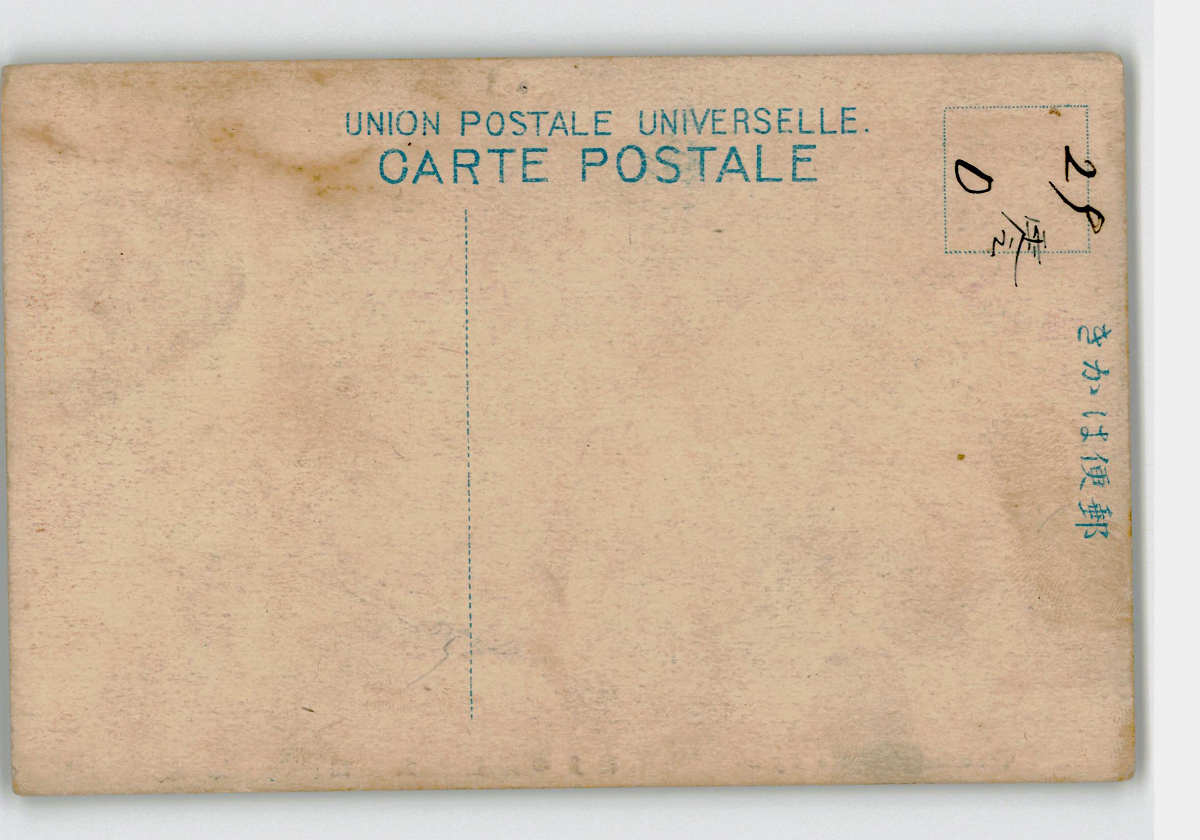 UNION POSTALE UNIVERSELLE.
CARTE POSTALE
きかは便郵